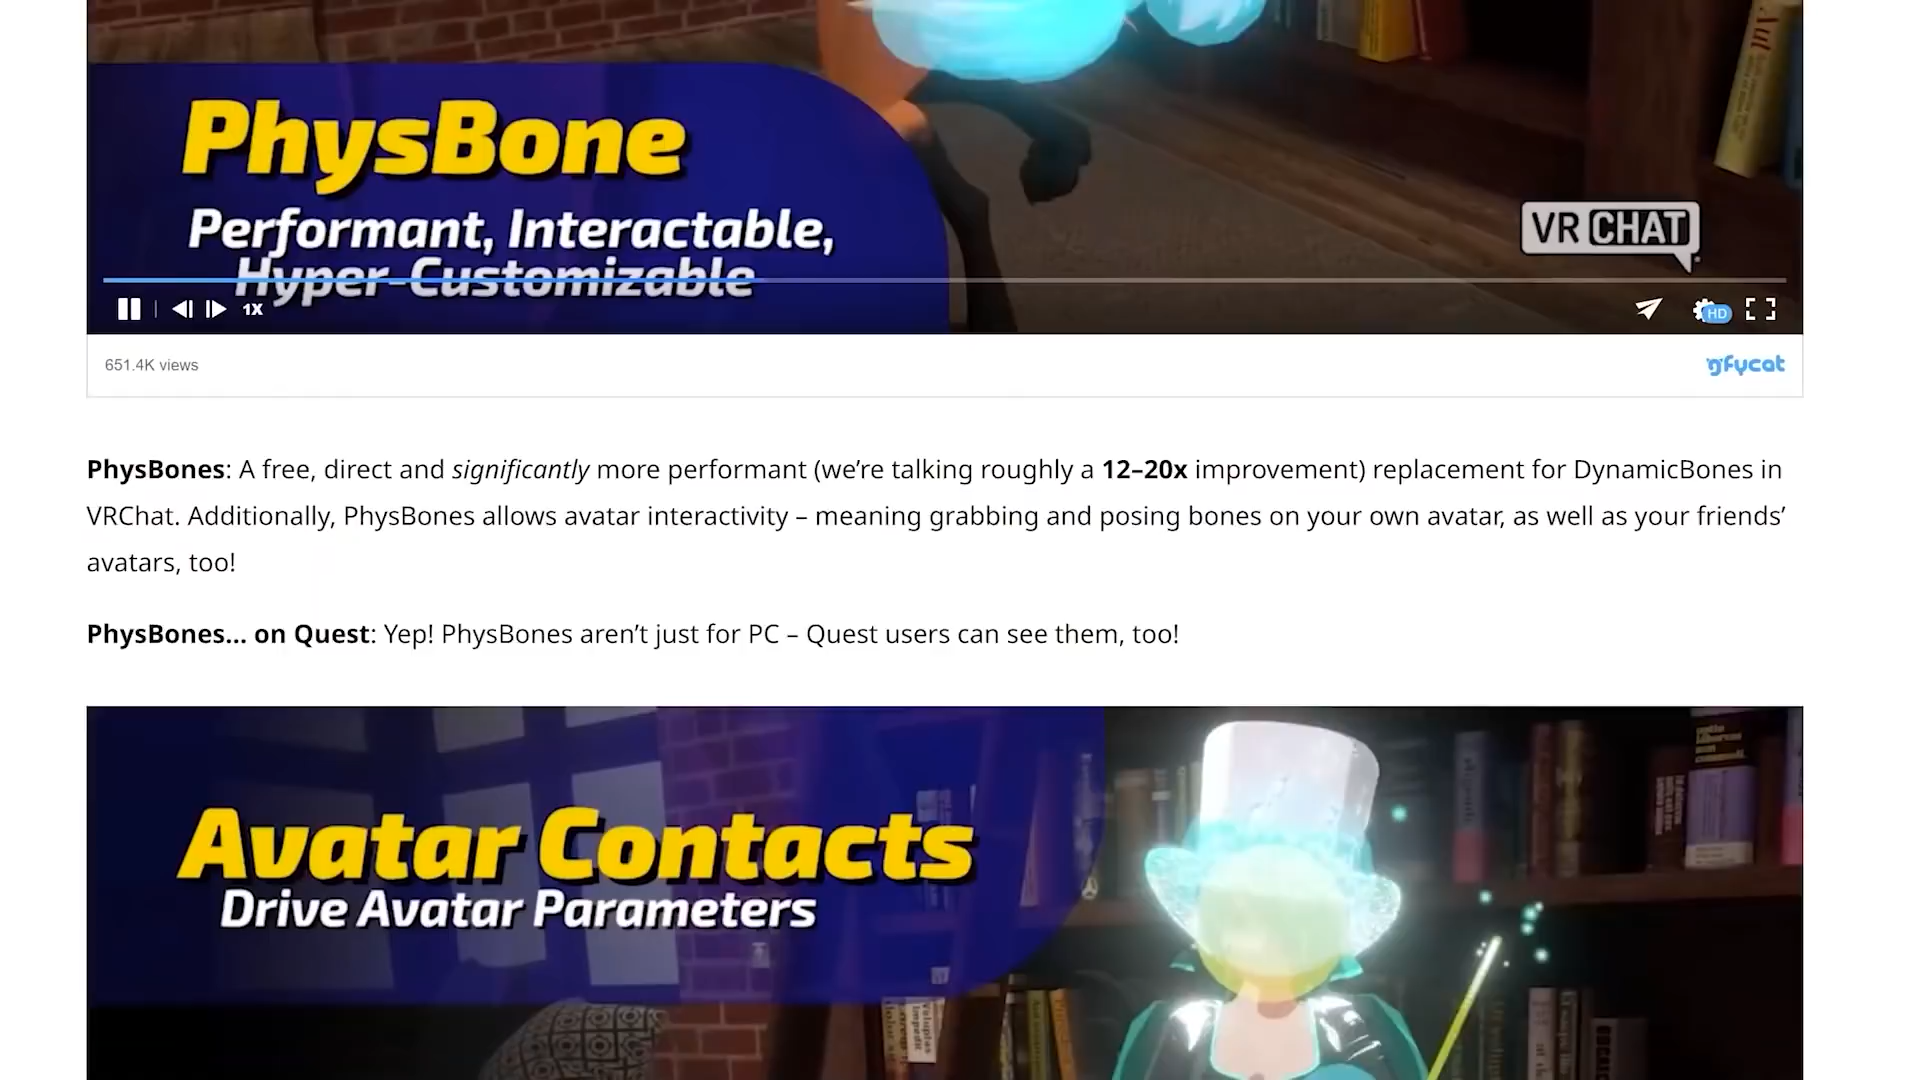 PhysBone
Performant, Interactable,
Hyper-Customizable
VRCHAT
1X
HD
651.4K views
gfycat
PhysBones: A free, direct and significantly more performant (we’re talking roughly a 12–20x improvement) replacement for DynamicBones in
VRChat. Additionally, PhysBones allows avatar interactivity – meaning grabbing and posing bones on your own avatar, as well as your friends’
avatars, too!
PhysBones… on Quest: Yep! PhysBones aren’t just for PC – Quest users can see them, too!
Avatar Contacts
Drive Avatar Parameters